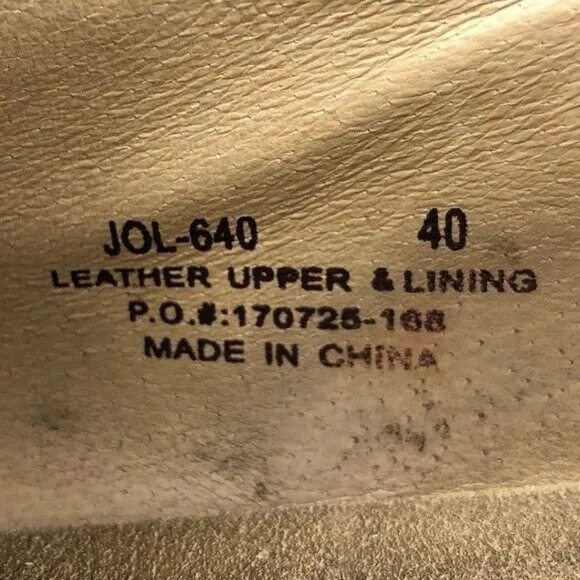 JOL-640 40
LEATHER UPPER & LINING
P.O.#:170725-168
MADE IN CHINA